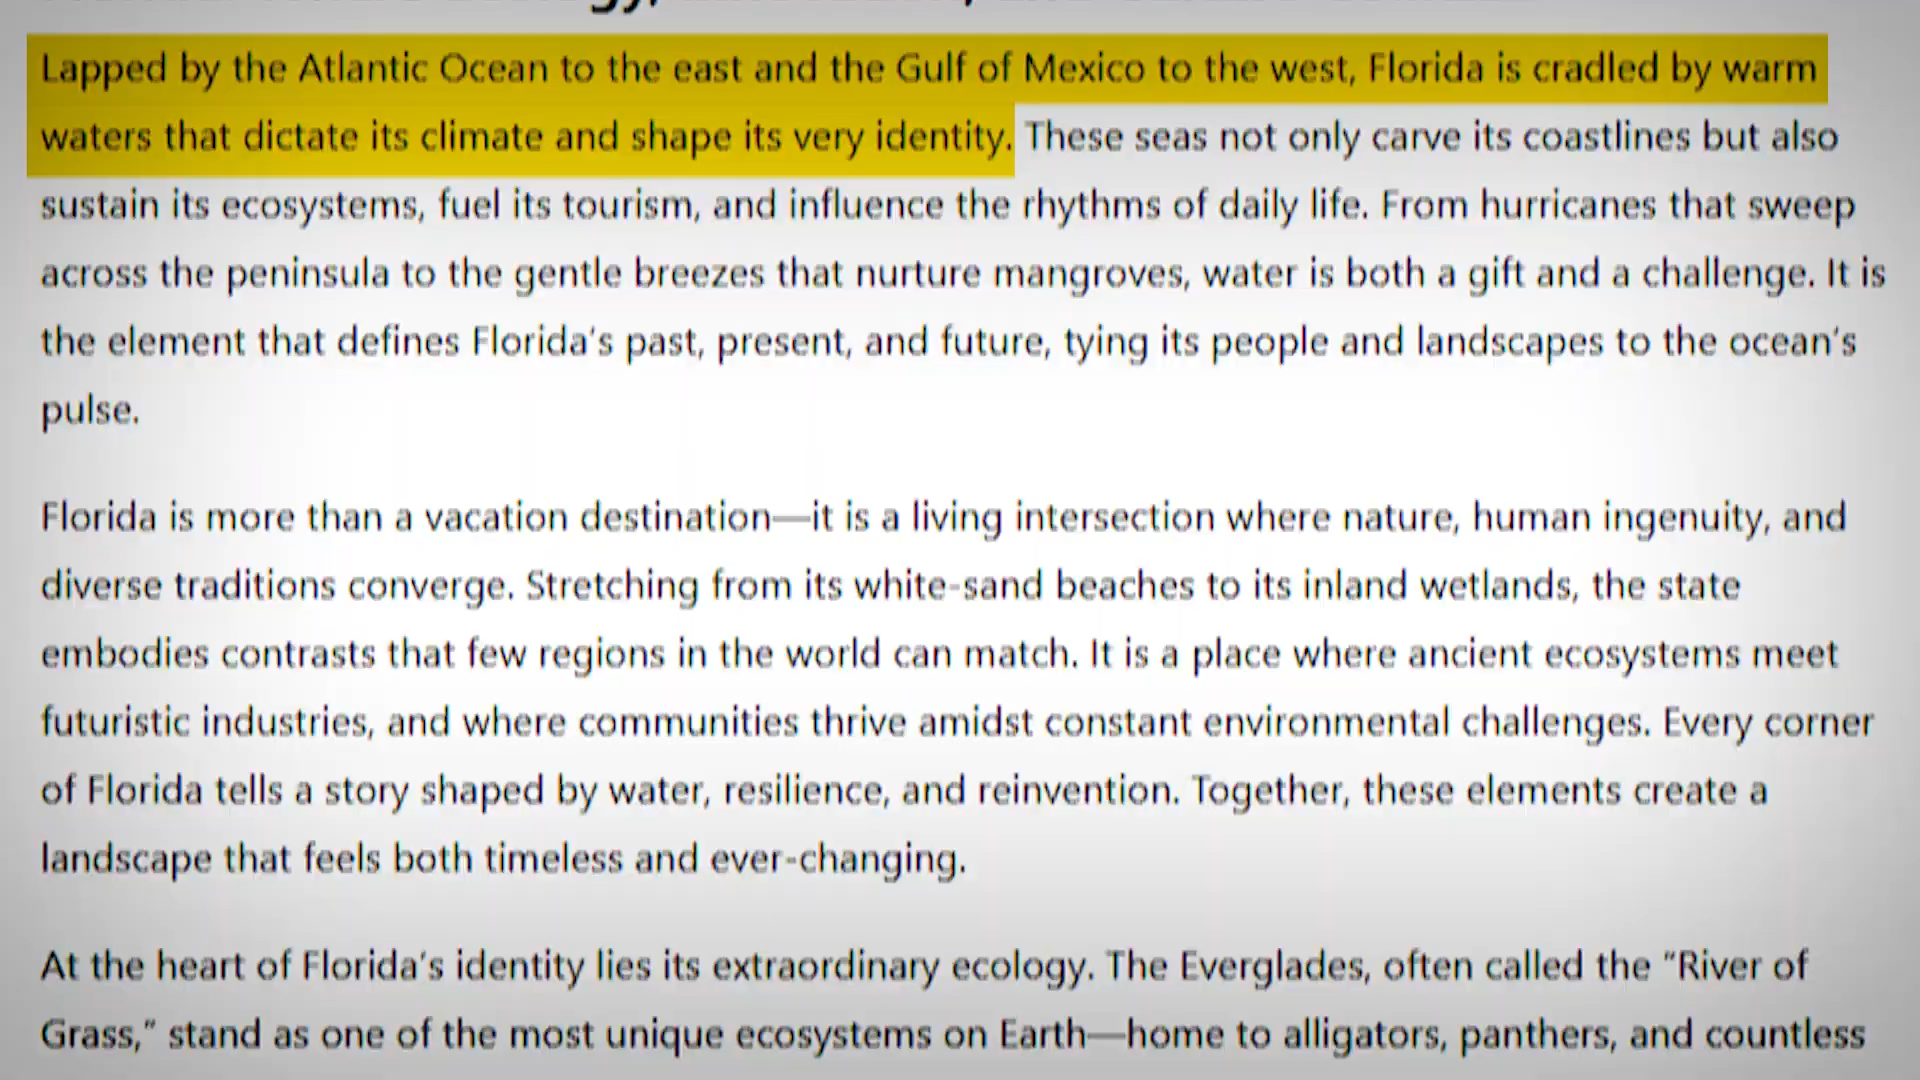 Lapped by the Atlantic Ocean to the east and the Gulf of Mexico to the west, Florida is cradled by warm
waters that dictate its climate and shape its very identity. These seas not only carve its coastlines but also
sustain its ecosystems, fuel its tourism, and influence the rhythms of daily life. From hurricanes that sweep
across the peninsula to the gentle breezes that nurture mangroves, water is both a gift and a challenge. It is
the element that defines Florida's past, present, and future, tying its people and landscapes to the ocean's
pulse.
Florida is more than a vacation destination—it is a living intersection where nature, human ingenuity, and
diverse traditions converge. Stretching from its white-sand beaches to its inland wetlands, the state
embodies contrasts that few regions in the world can match. It is a place where ancient ecosystems meet
futuristic industries, and where communities thrive amidst constant environmental challenges. Every corner
of Florida tells a story shaped by water, resilience, and reinvention. Together, these elements create a
landscape that feels both timeless and ever-changing.
At the heart of Florida's identity lies its extraordinary ecology. The Everglades, often called the "River of
Grass," stand as one of the most unique ecosystems on Earth—home to alligators, panthers, and countless